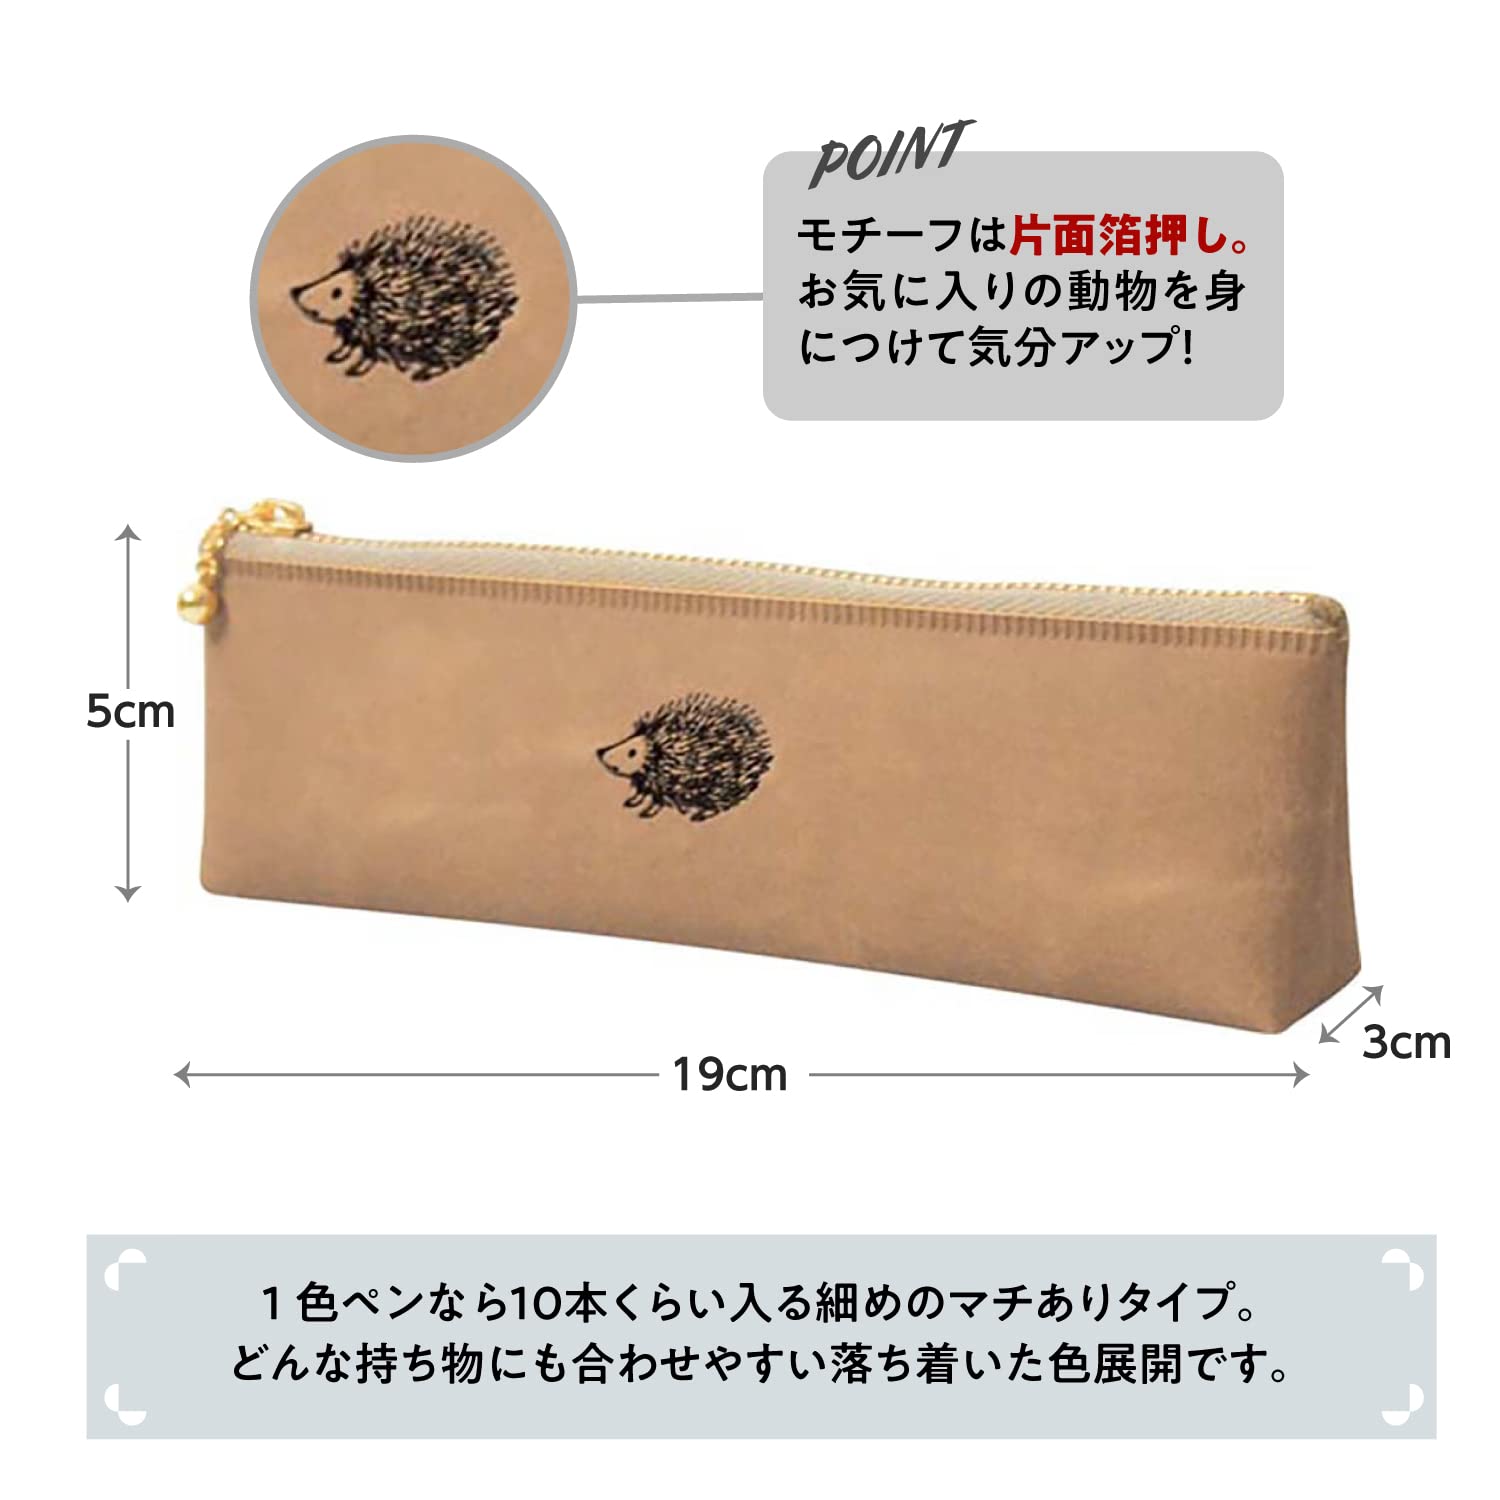 POINT
モチーフは片面箔押し。
お気に入りの動物を身
につけて気分アップ!
5cm
3cm
19cm
1色ペンなら10本くらい入る細めのマチありタイプ。
どんな持ち物にも合わせやすい落ち着いた色展開です。